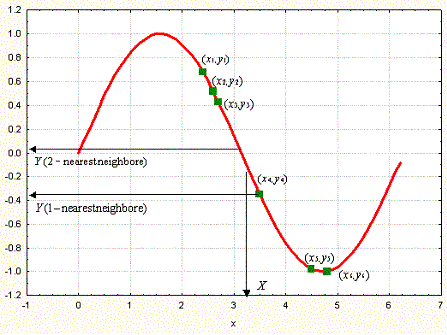 1.2
1.0
(x₁,y₁)
0.8
(x₂,y₂)
0.6
(x₃,y₃)
0.4
0.2
0.0
Y(2 - nearestneighbore)
-0.2
(x₄,y₄)
-0.4
Y(1-nearestneighbore)
-0.6
-0.8
(x₅,y₅)
-1.0
(x₆,y₆)
X
-1.2
-1 0 1 2 3 4 5 6 7
x